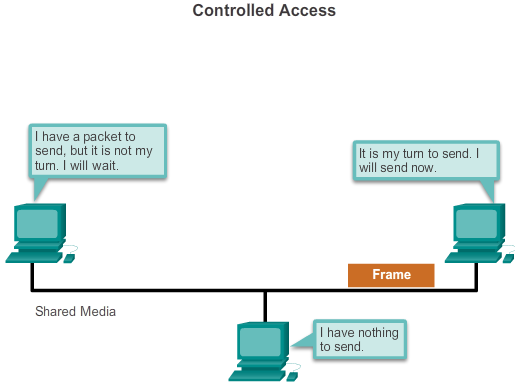 Controlled Access
I have a packet to
send, but it is not my
turn. I will wait.
It is my turn to send. I
will send now.
Frame
Shared Media
I have nothing
to send.